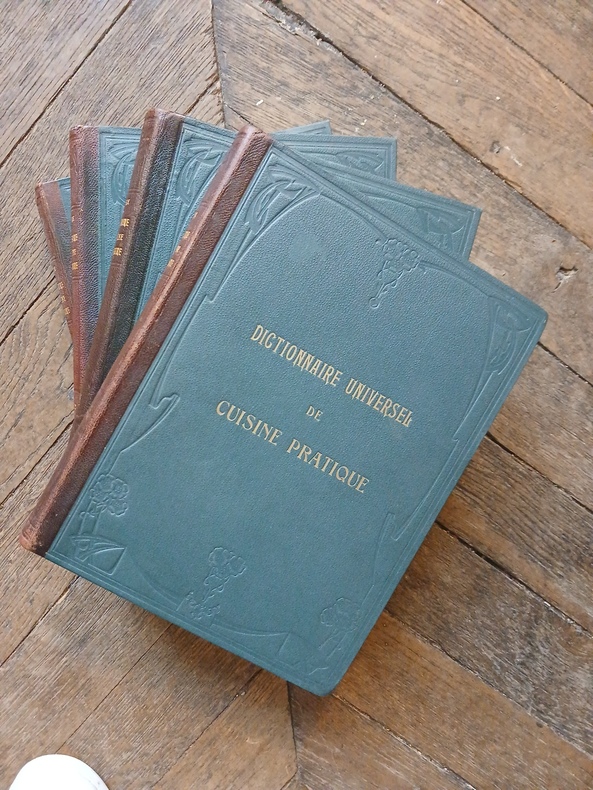 DICTIONNAIRE UNIVERSEL
DE
CUISINE PRATIQUE